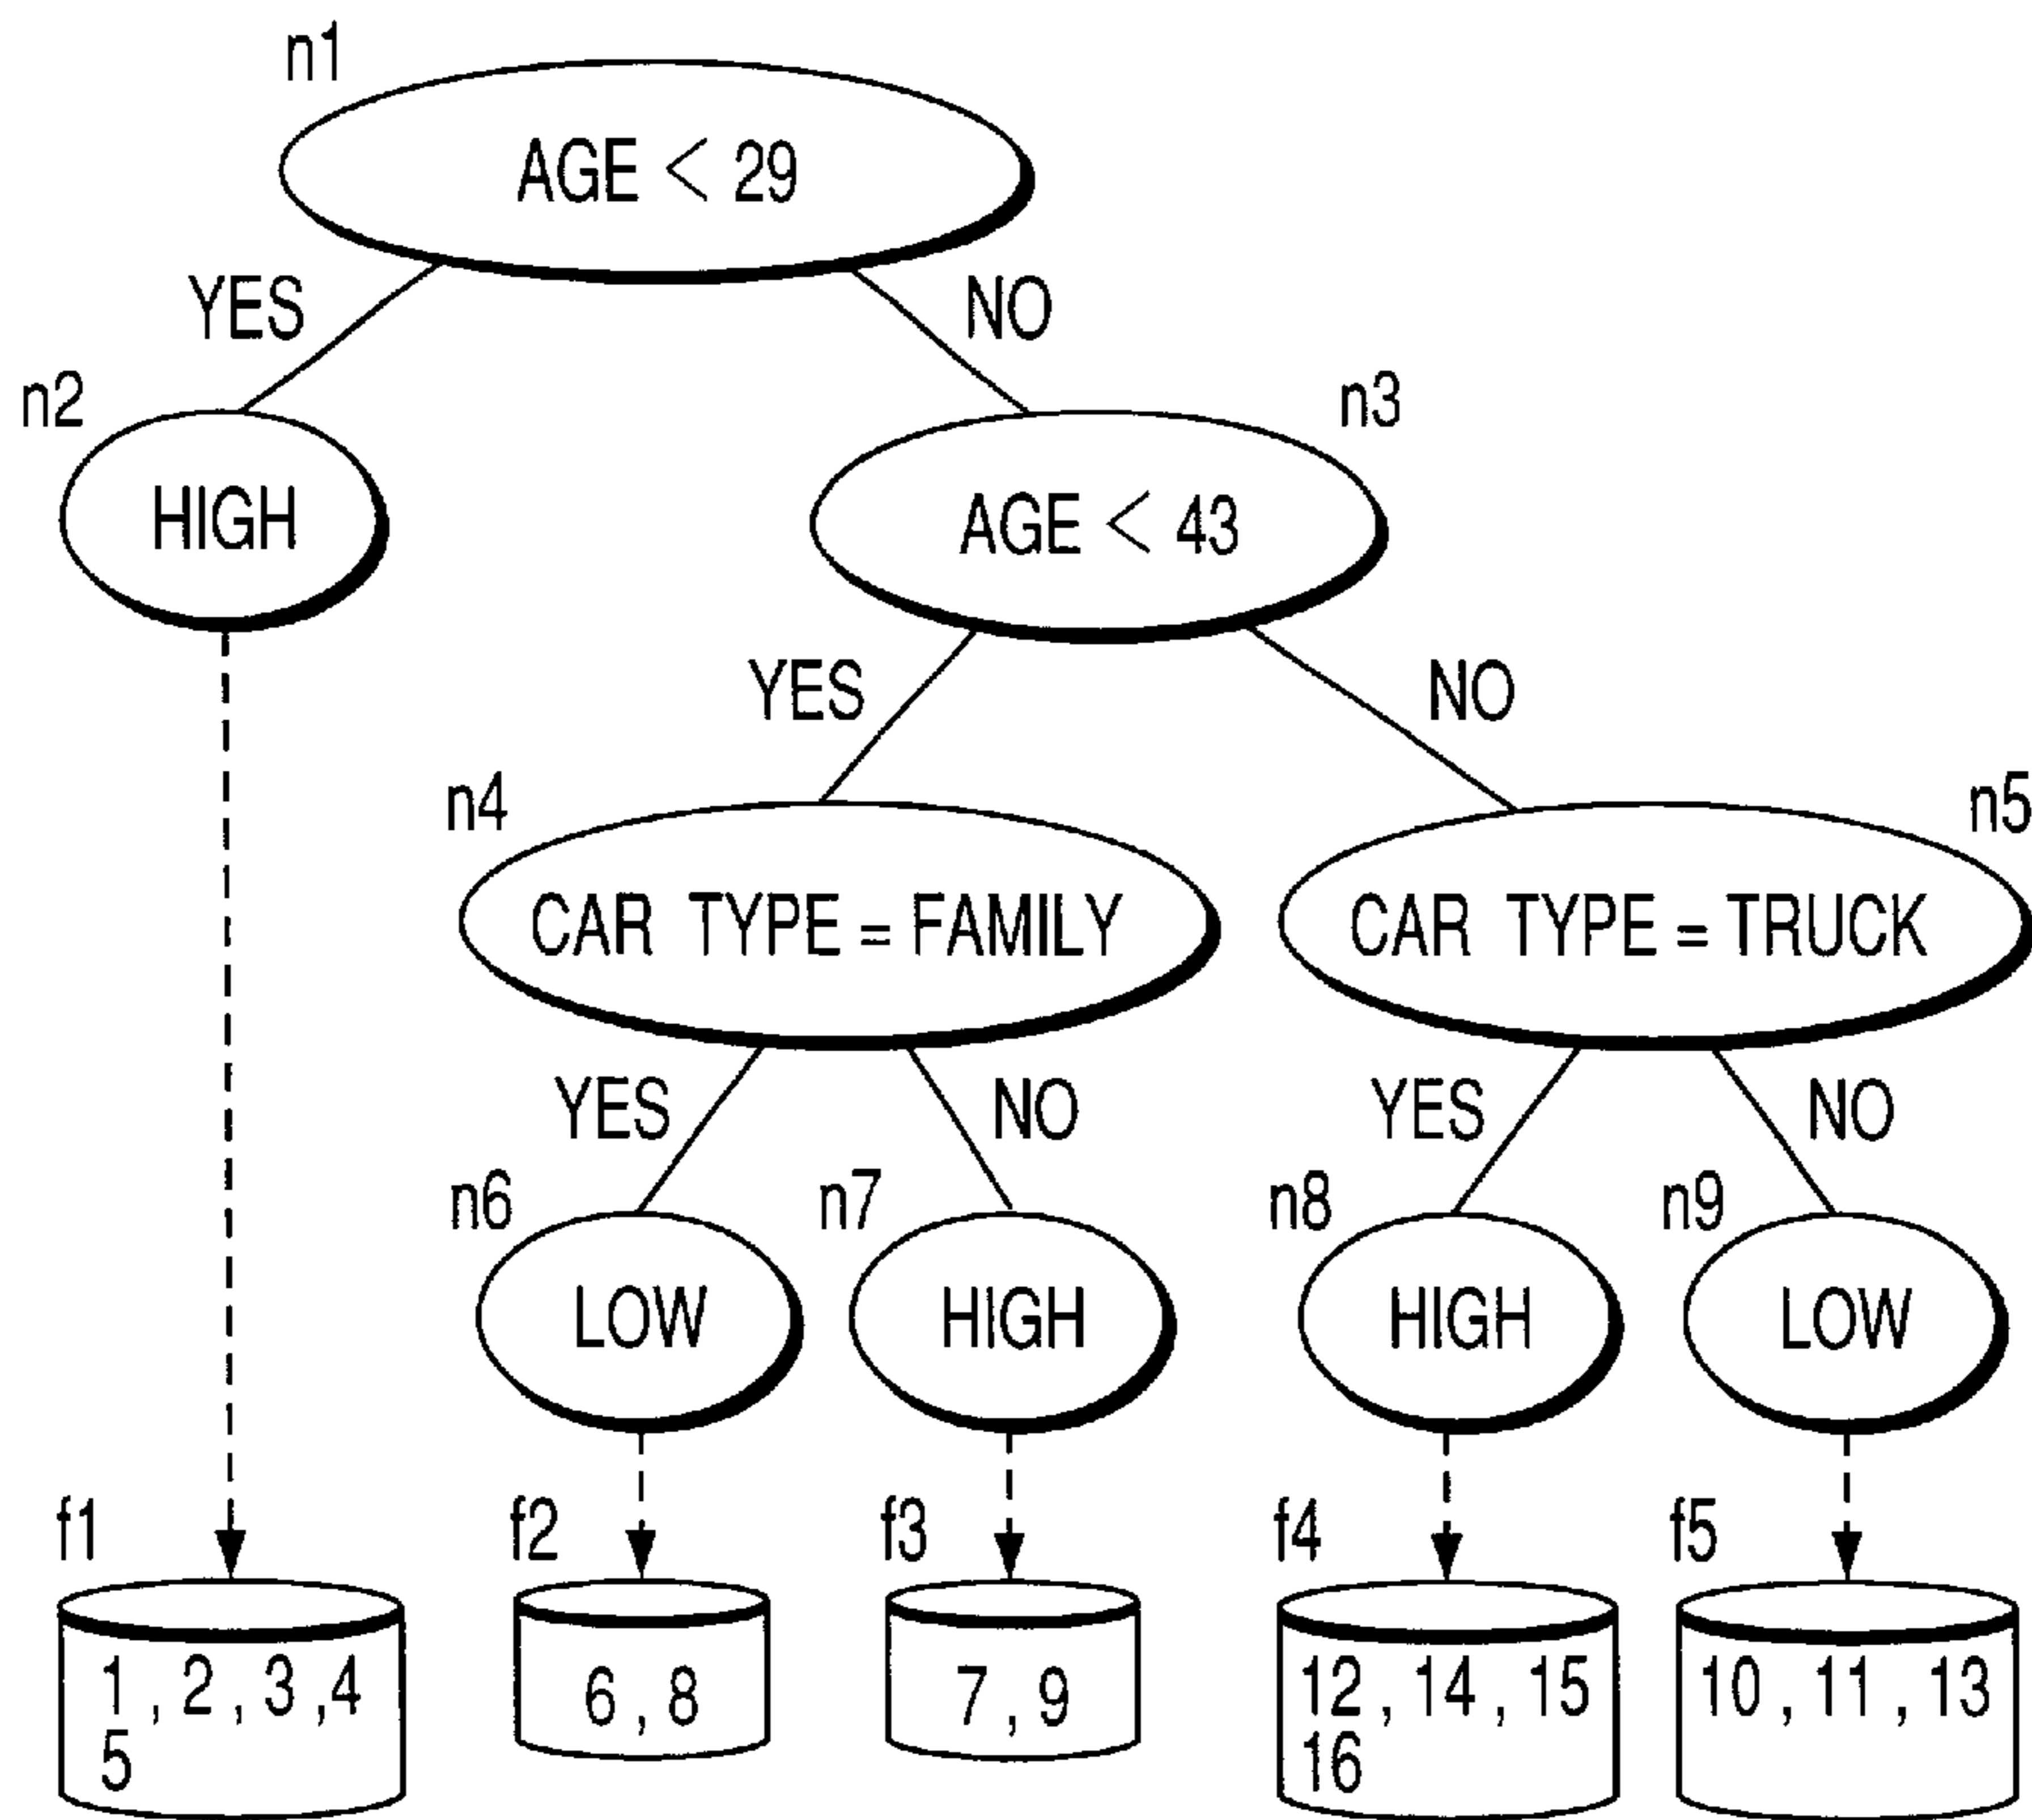 n1
AGE < 29
YES
NO
n2
n3
HIGH
AGE < 43
YES
NO
n4
n5
CAR TYPE = FAMILY
CAR TYPE = TRUCK
YES
NO
YES
NO
n6
n7
n8
n9
LOW
HIGH
HIGH
LOW
f1
f2
f3
f4
f5
1 , 2 , 3 ,4
5
6 , 8
7 , 9
12 , 14 , 15
16
10 , 11 , 13